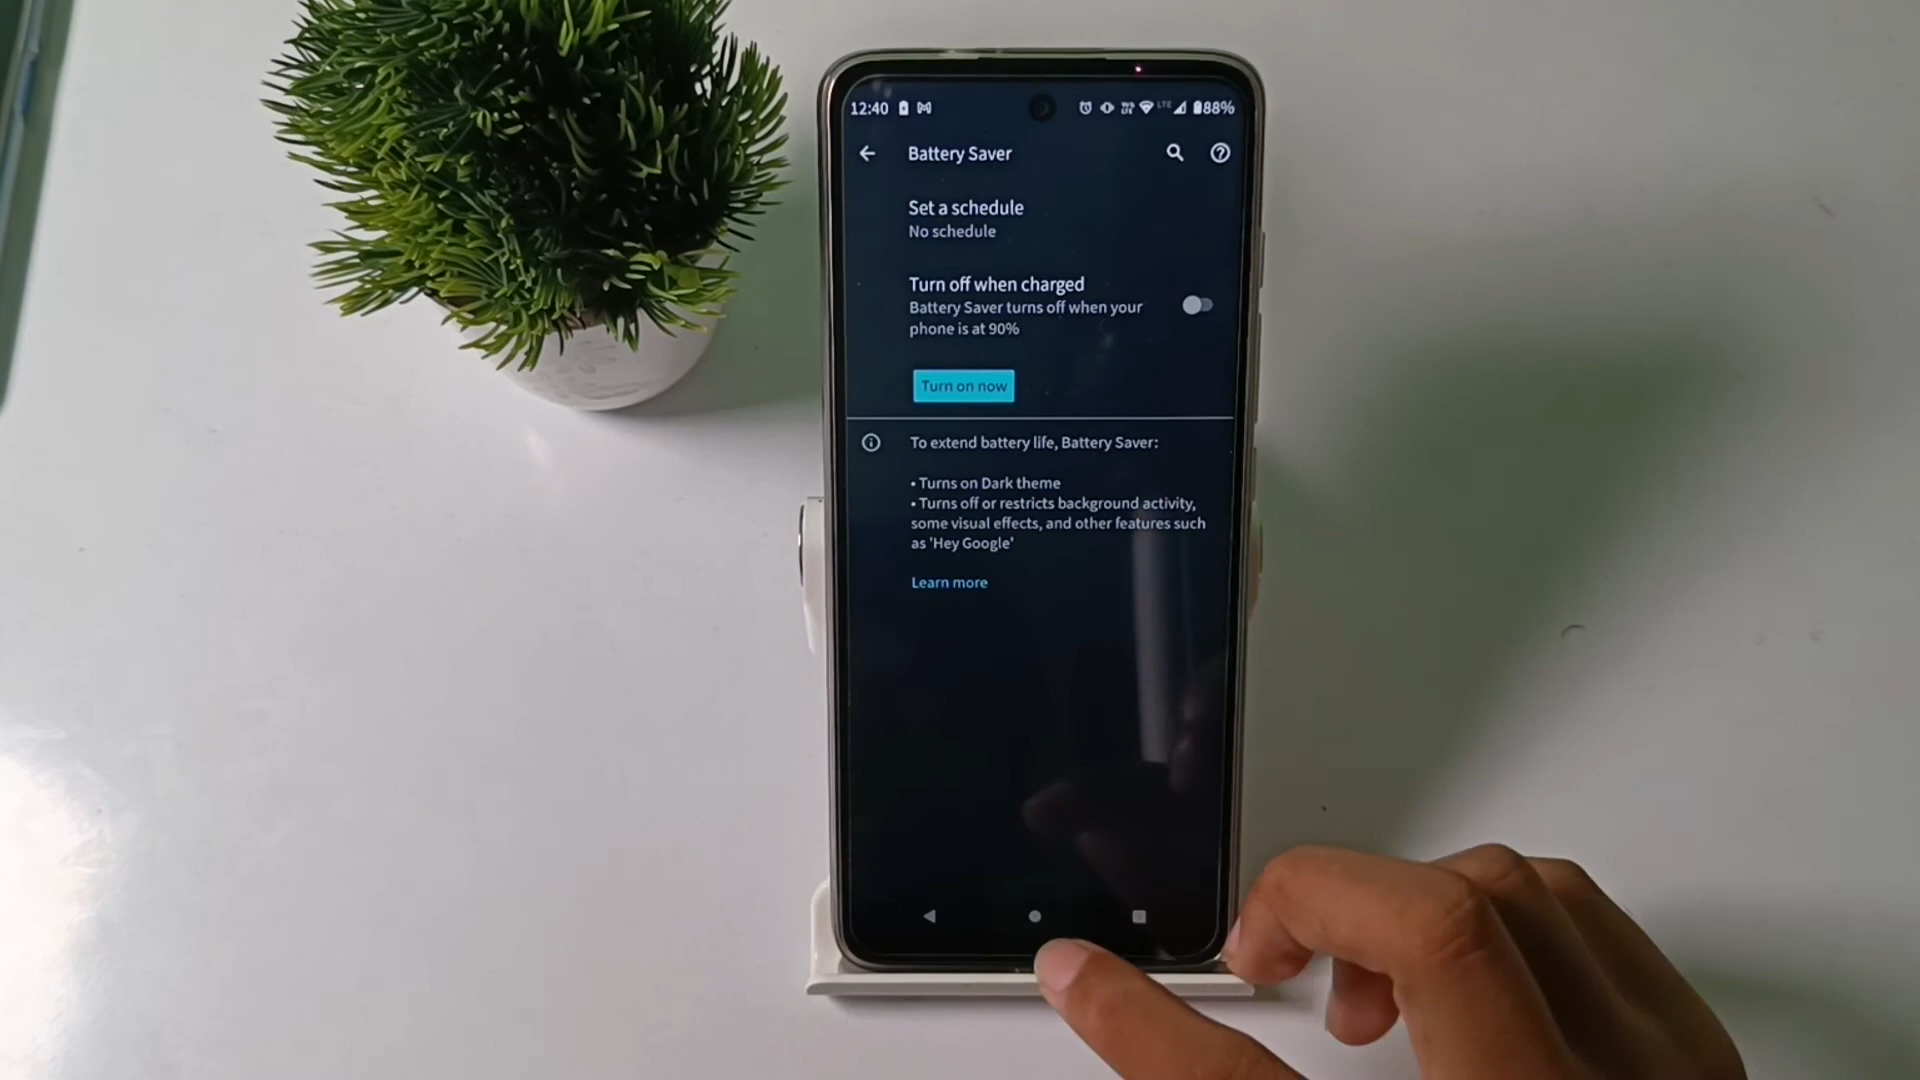 12:40 LTE 88%
Battery Saver
Set a schedule
No schedule
Turn off when charged
Battery Saver turns off when your
phone is at 90%
Turn on now
To extend battery life, Battery Saver:
• Turns on Dark theme
• Turns off or restricts background activity,
some visual effects, and other features such
as 'Hey Google'
Learn more